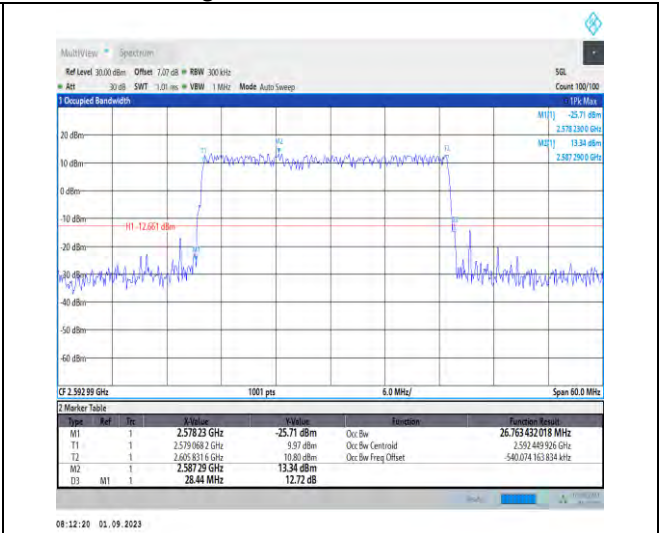 MultiView
Spectrum
Ref Level 30.00 dBm Offset 7.07 dB RBW 300 kHz SGL
Att 30 dB SWT 1.01 ms VBW 1 MHz Mode Auto Sweep Count 100/100
1 Occupied Bandwidth 1Pk Max
M1[1] -25.71 dBm
2.578 2300 GHz
M2[1] 13.34 dBm
2.587 2900 GHz
20 dBm
M2
T1
T2
10 dBm
0 dBm
-10 dBm
H1 -12.661 dBm
-20 dBm
M1
-30 dBm
-40 dBm
-50 dBm
-60 dBm
CF 2.592 99 GHz 1001 pts 6.0 MHz/ Span 60.0 MHz
2 Marker Table
Type Ref Trc X-Value Y-Value Function Function Result
M1 1 2.578 23 GHz -25.71 dBm Occ Bw 26.763 432 018 MHz
T1 1 2.579 068 2 GHz 9.97 dBm Occ Bw Centroid 2.592 449 926 GHz
T2 1 2.605 831 6 GHz 10.80 dBm Occ Bw Freq Offset -540.074 163 834 kHz
M2 1 2.587 29 GHz 13.34 dBm
D3 M1 1 28.44 MHz 12.72 dB
08:12:20 01.09.2023